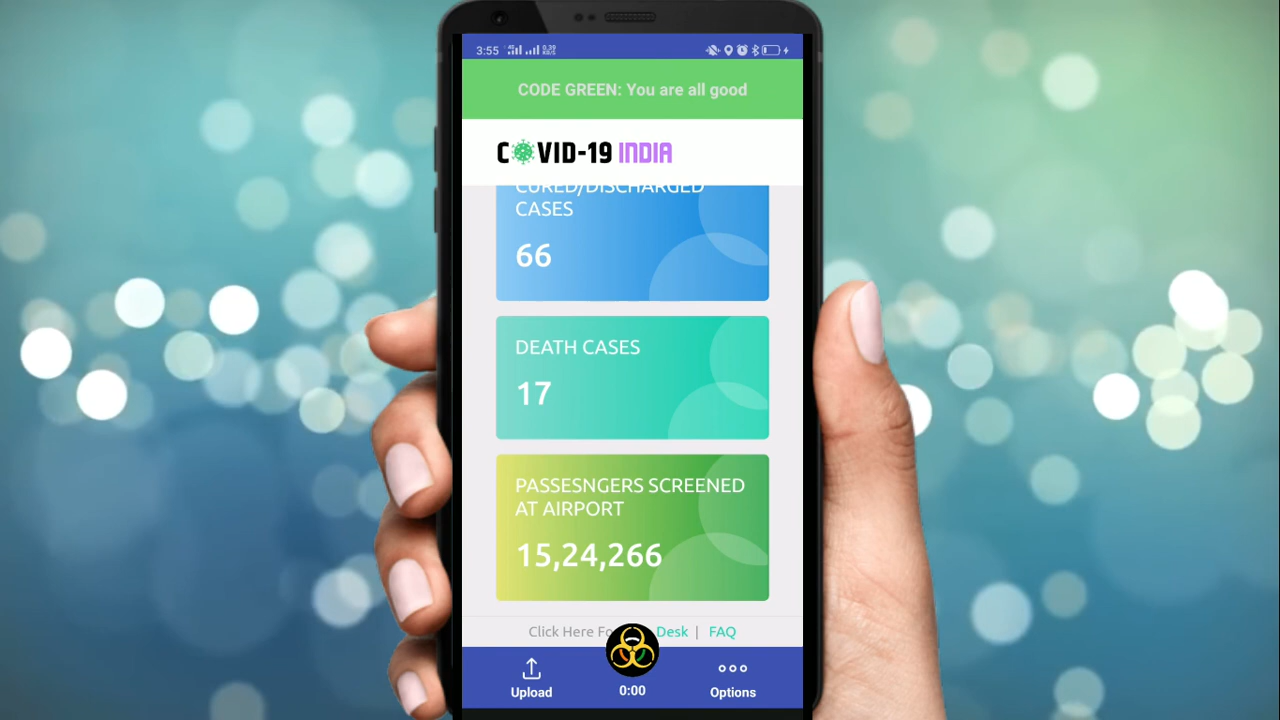 3:55
CODE GREEN: You are all good
COVID-19 INDIA
CURED/DISCHARGED
CASES
66
DEATH CASES
17
PASSESNGERS SCREENED
AT AIRPORT
15,24,266
Click Here Desk | FAQ
Upload
0:00
Options